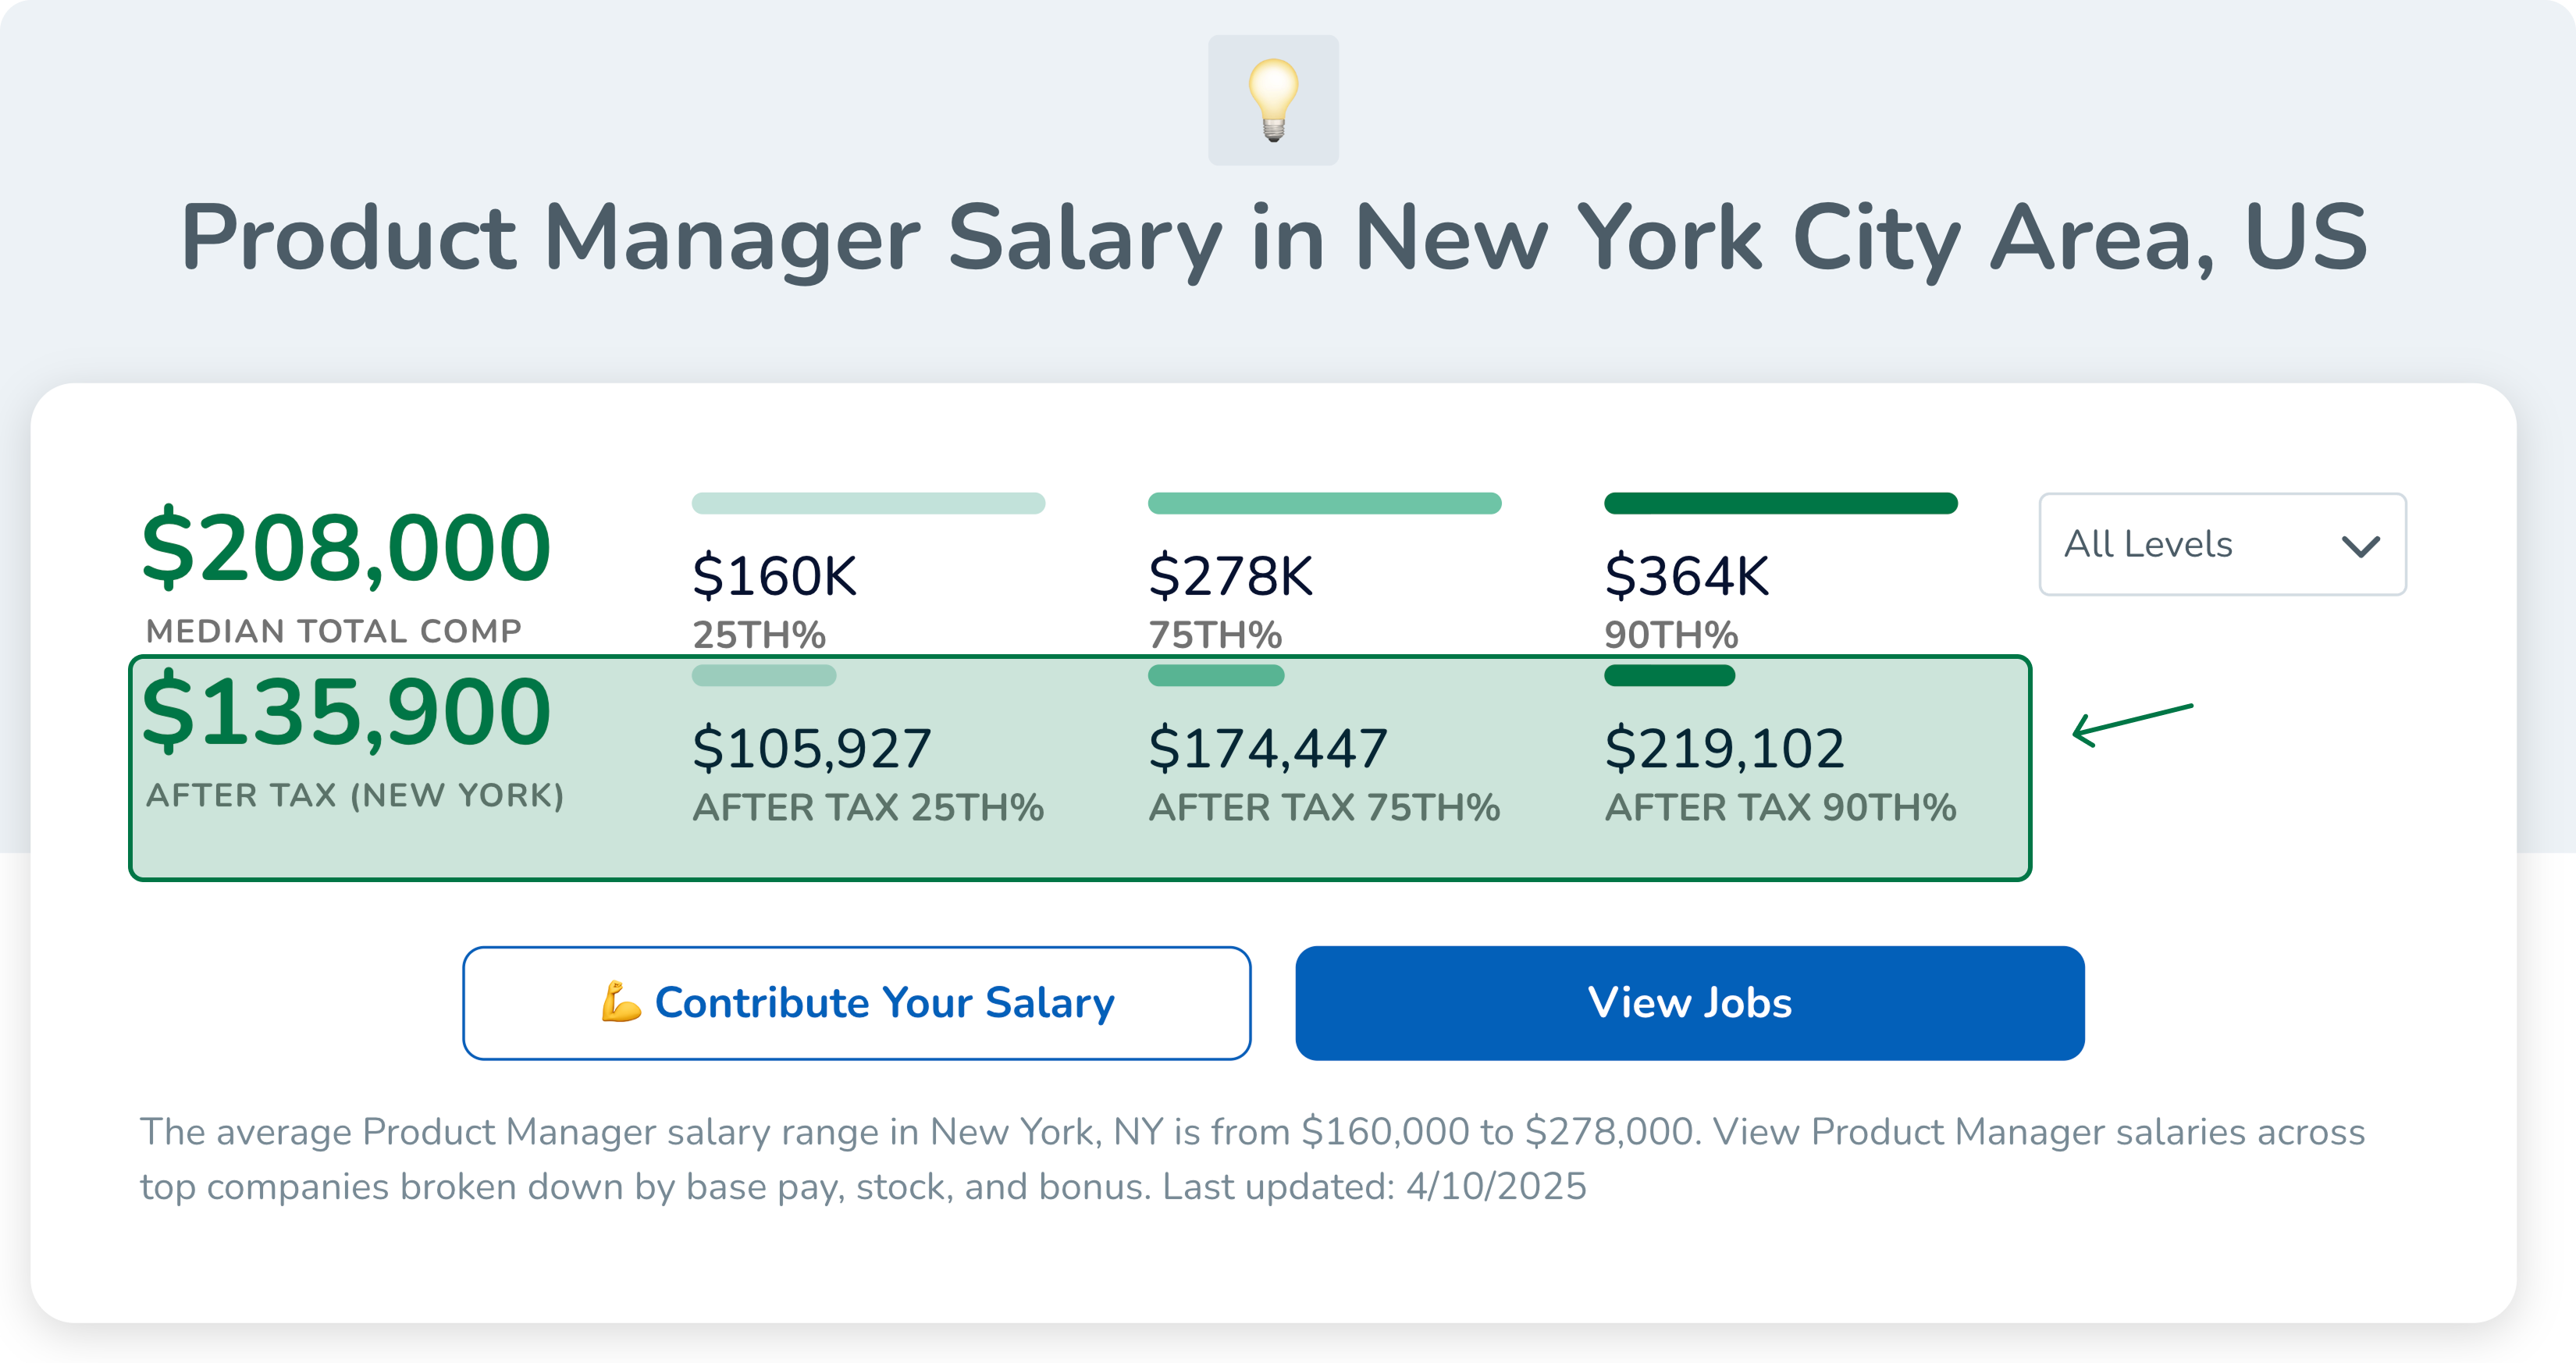 Product Manager Salary in New York City Area, US
$208,000
MEDIAN TOTAL COMP
$160K
25TH%
$278K
75TH%
$364K
90TH%
All Levels
$135,900
AFTER TAX (NEW YORK)
$105,927
AFTER TAX 25TH%
$174,447
AFTER TAX 75TH%
$219,102
AFTER TAX 90TH%
💪 Contribute Your Salary
View Jobs
The average Product Manager salary range in New York, NY is from $160,000 to $278,000. View Product Manager salaries across
top companies broken down by base pay, stock, and bonus. Last updated: 4/10/2025